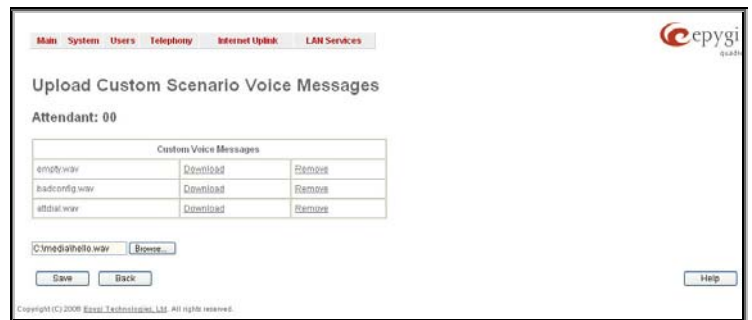 Main System Users Telephony Internet Uplink LAN Services
epygi
Upload Custom Scenario Voice Messages
Attendant: 00
Custom Voice Messages
empty.wav Download Remove
badconfig.wav Download Remove
attdial.wav Download Remove
C:\media\hello.wav Browse...
Save Back Help
Copyright (C) 2008 Epygi Technologies, Ltd. All rights reserved.